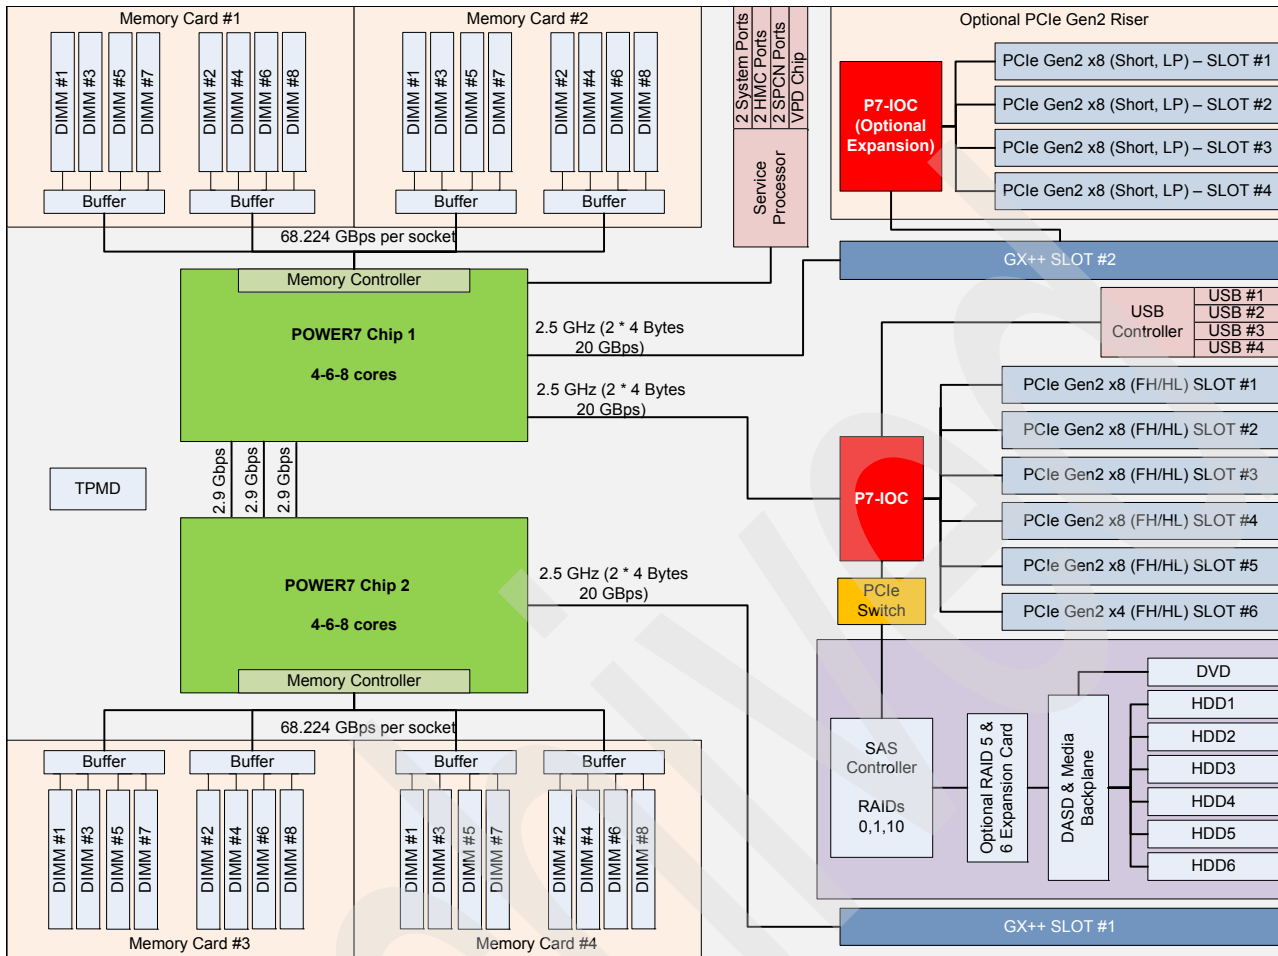 Memory Card #1
DIMM #1
DIMM #3
DIMM #5
DIMM #7
DIMM #2
DIMM #4
DIMM #6
DIMM #8
Buffer
Buffer
Memory Card #2
DIMM #1
DIMM #3
DIMM #5
DIMM #7
DIMM #2
DIMM #4
DIMM #6
DIMM #8
Buffer
Buffer
68.224 GBps per socket
2 System Ports
2 HMC Ports
2 SPCN Ports
VPD Chip
Service
Processor
Optional PCIe Gen2 Riser
P7-IOC
(Optional
Expansion)
PCIe Gen2 x8 (Short, LP) – SLOT #1
PCIe Gen2 x8 (Short, LP) – SLOT #2
PCIe Gen2 x8 (Short, LP) – SLOT #3
PCIe Gen2 x8 (Short, LP) – SLOT #4
GX++ SLOT #2
Memory Controller
POWER7 Chip 1
4-6-8 cores
2.5 GHz (2 * 4 Bytes
20 GBps)
2.5 GHz (2 * 4 Bytes
20 GBps)
USB
Controller
USB #1
USB #2
USB #3
USB #4
PCIe Gen2 x8 (FH/HL) SLOT #1
PCIe Gen2 x8 (FH/HL) SLOT #2
PCIe Gen2 x8 (FH/HL) SLOT #3
PCIe Gen2 x8 (FH/HL) SLOT #4
PCIe Gen2 x8 (FH/HL) SLOT #5
PCIe Gen2 x4 (FH/HL) SLOT #6
P7-IOC
PCIe
Switch
TPMD
2.9 Gbps
2.9 Gbps
2.9 Gbps
POWER7 Chip 2
4-6-8 cores
Memory Controller
2.5 GHz (2 * 4 Bytes
20 GBps)
68.224 GBps per socket
Buffer
Buffer
DIMM #1
DIMM #3
DIMM #5
DIMM #7
DIMM #2
DIMM #4
DIMM #6
DIMM #8
Memory Card #3
Buffer
Buffer
DIMM #1
DIMM #3
DIMM #5
DIMM #7
DIMM #2
DIMM #4
DIMM #6
DIMM #8
Memory Card #4
SAS
Controller
RAIDs
0,1,10
Optional RAID 5 &
6 Expansion Card
DASD & Media
Backplane
DVD
HDD1
HDD2
HDD3
HDD4
HDD5
HDD6
GX++ SLOT #1